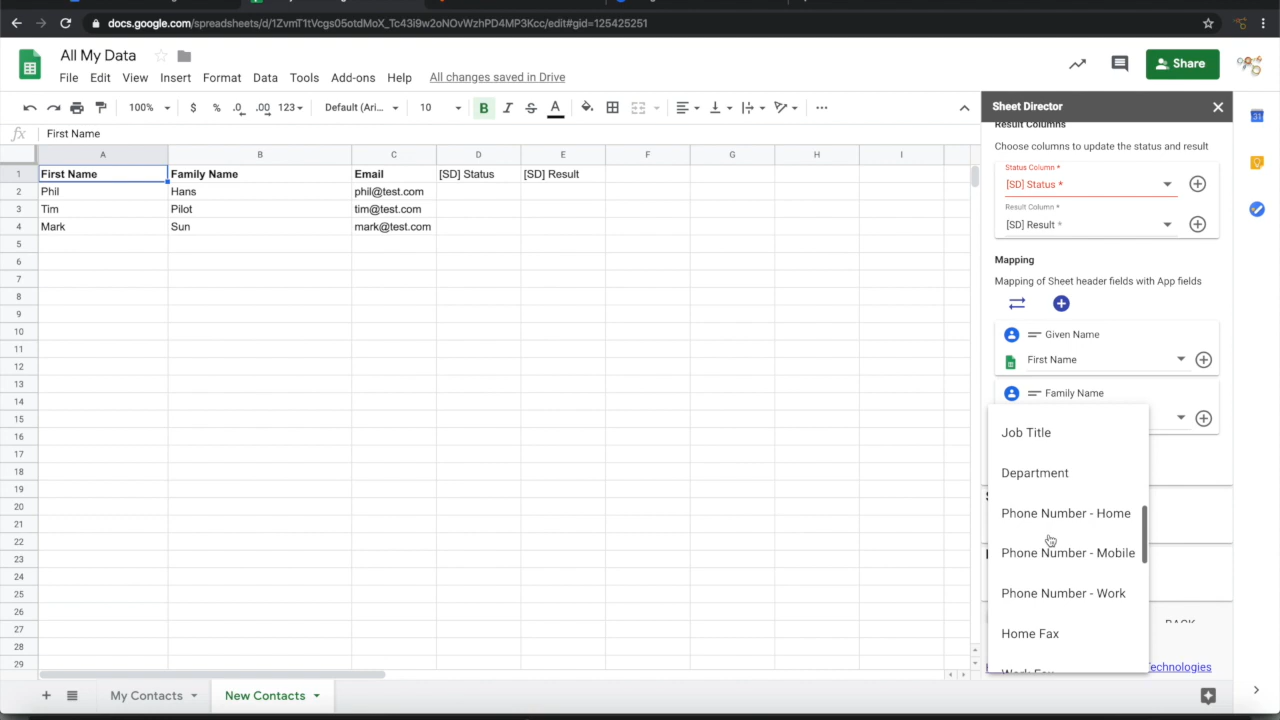 docs.google.com/spreadsheets/d/1ZvmT1tVcgs05otdMoX_Tc43i9w2oNOvWzhPD4MP3Kcc/edit#gid=125425251
All My Data
File Edit View Insert Format Data Tools Add-ons Help All changes saved in Drive
Share
100% $ % .0 .00 123 Default (Ari... 10 B I S A
fx First Name
A B C D E F G H I
1 First Name Family Name Email [SD] Status [SD] Result
2 Phil Hans phil@test.com
3 Tim Pilot tim@test.com
4 Mark Sun mark@test.com
5
6
7
8
9
10
11
12
13
14
15
16
17
18
19
20
21
22
23
24
25
26
27
28
29
My Contacts New Contacts
Sheet Director
Result Columns
Choose columns to update the status and result
Status Column *
[SD] Status *
Result Column *
[SD] Result *
Mapping
Mapping of Sheet header fields with App fields
Given Name
First Name
Family Name
Job Title
Department
Phone Number - Home
Phone Number - Mobile
Phone Number - Work
Home Fax
Work Fax
BACK
Technologies
31